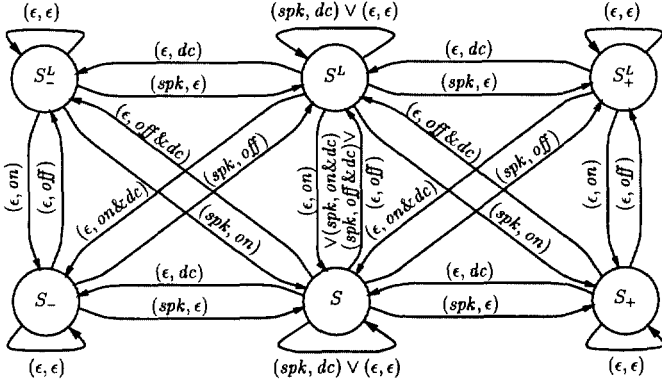 (ϵ, ϵ)
(spk, dc) ∨ (ϵ, ϵ)
(ϵ, ϵ)
(ϵ, dc)
(ϵ, dc)
S^L_-
S^L
S^L_+
(spk, ϵ)
(spk, ϵ)
(ϵ, on)
(ϵ, off)
(ϵ, off&dc)
(ϵ, on&dc)
(spk, off)
(spk, on)
(ϵ, on)
∨(spk, on&dc)
(spk, off&dc)∨
(ϵ, off)
(ϵ, off&dc)
(ϵ, on&dc)
(spk, off)
(spk, on)
(ϵ, on)
(ϵ, off)
(ϵ, dc)
(ϵ, dc)
S_-
S
S_+
(spk, ϵ)
(spk, ϵ)
(ϵ, ϵ)
(spk, dc) ∨ (ϵ, ϵ)
(ϵ, ϵ)